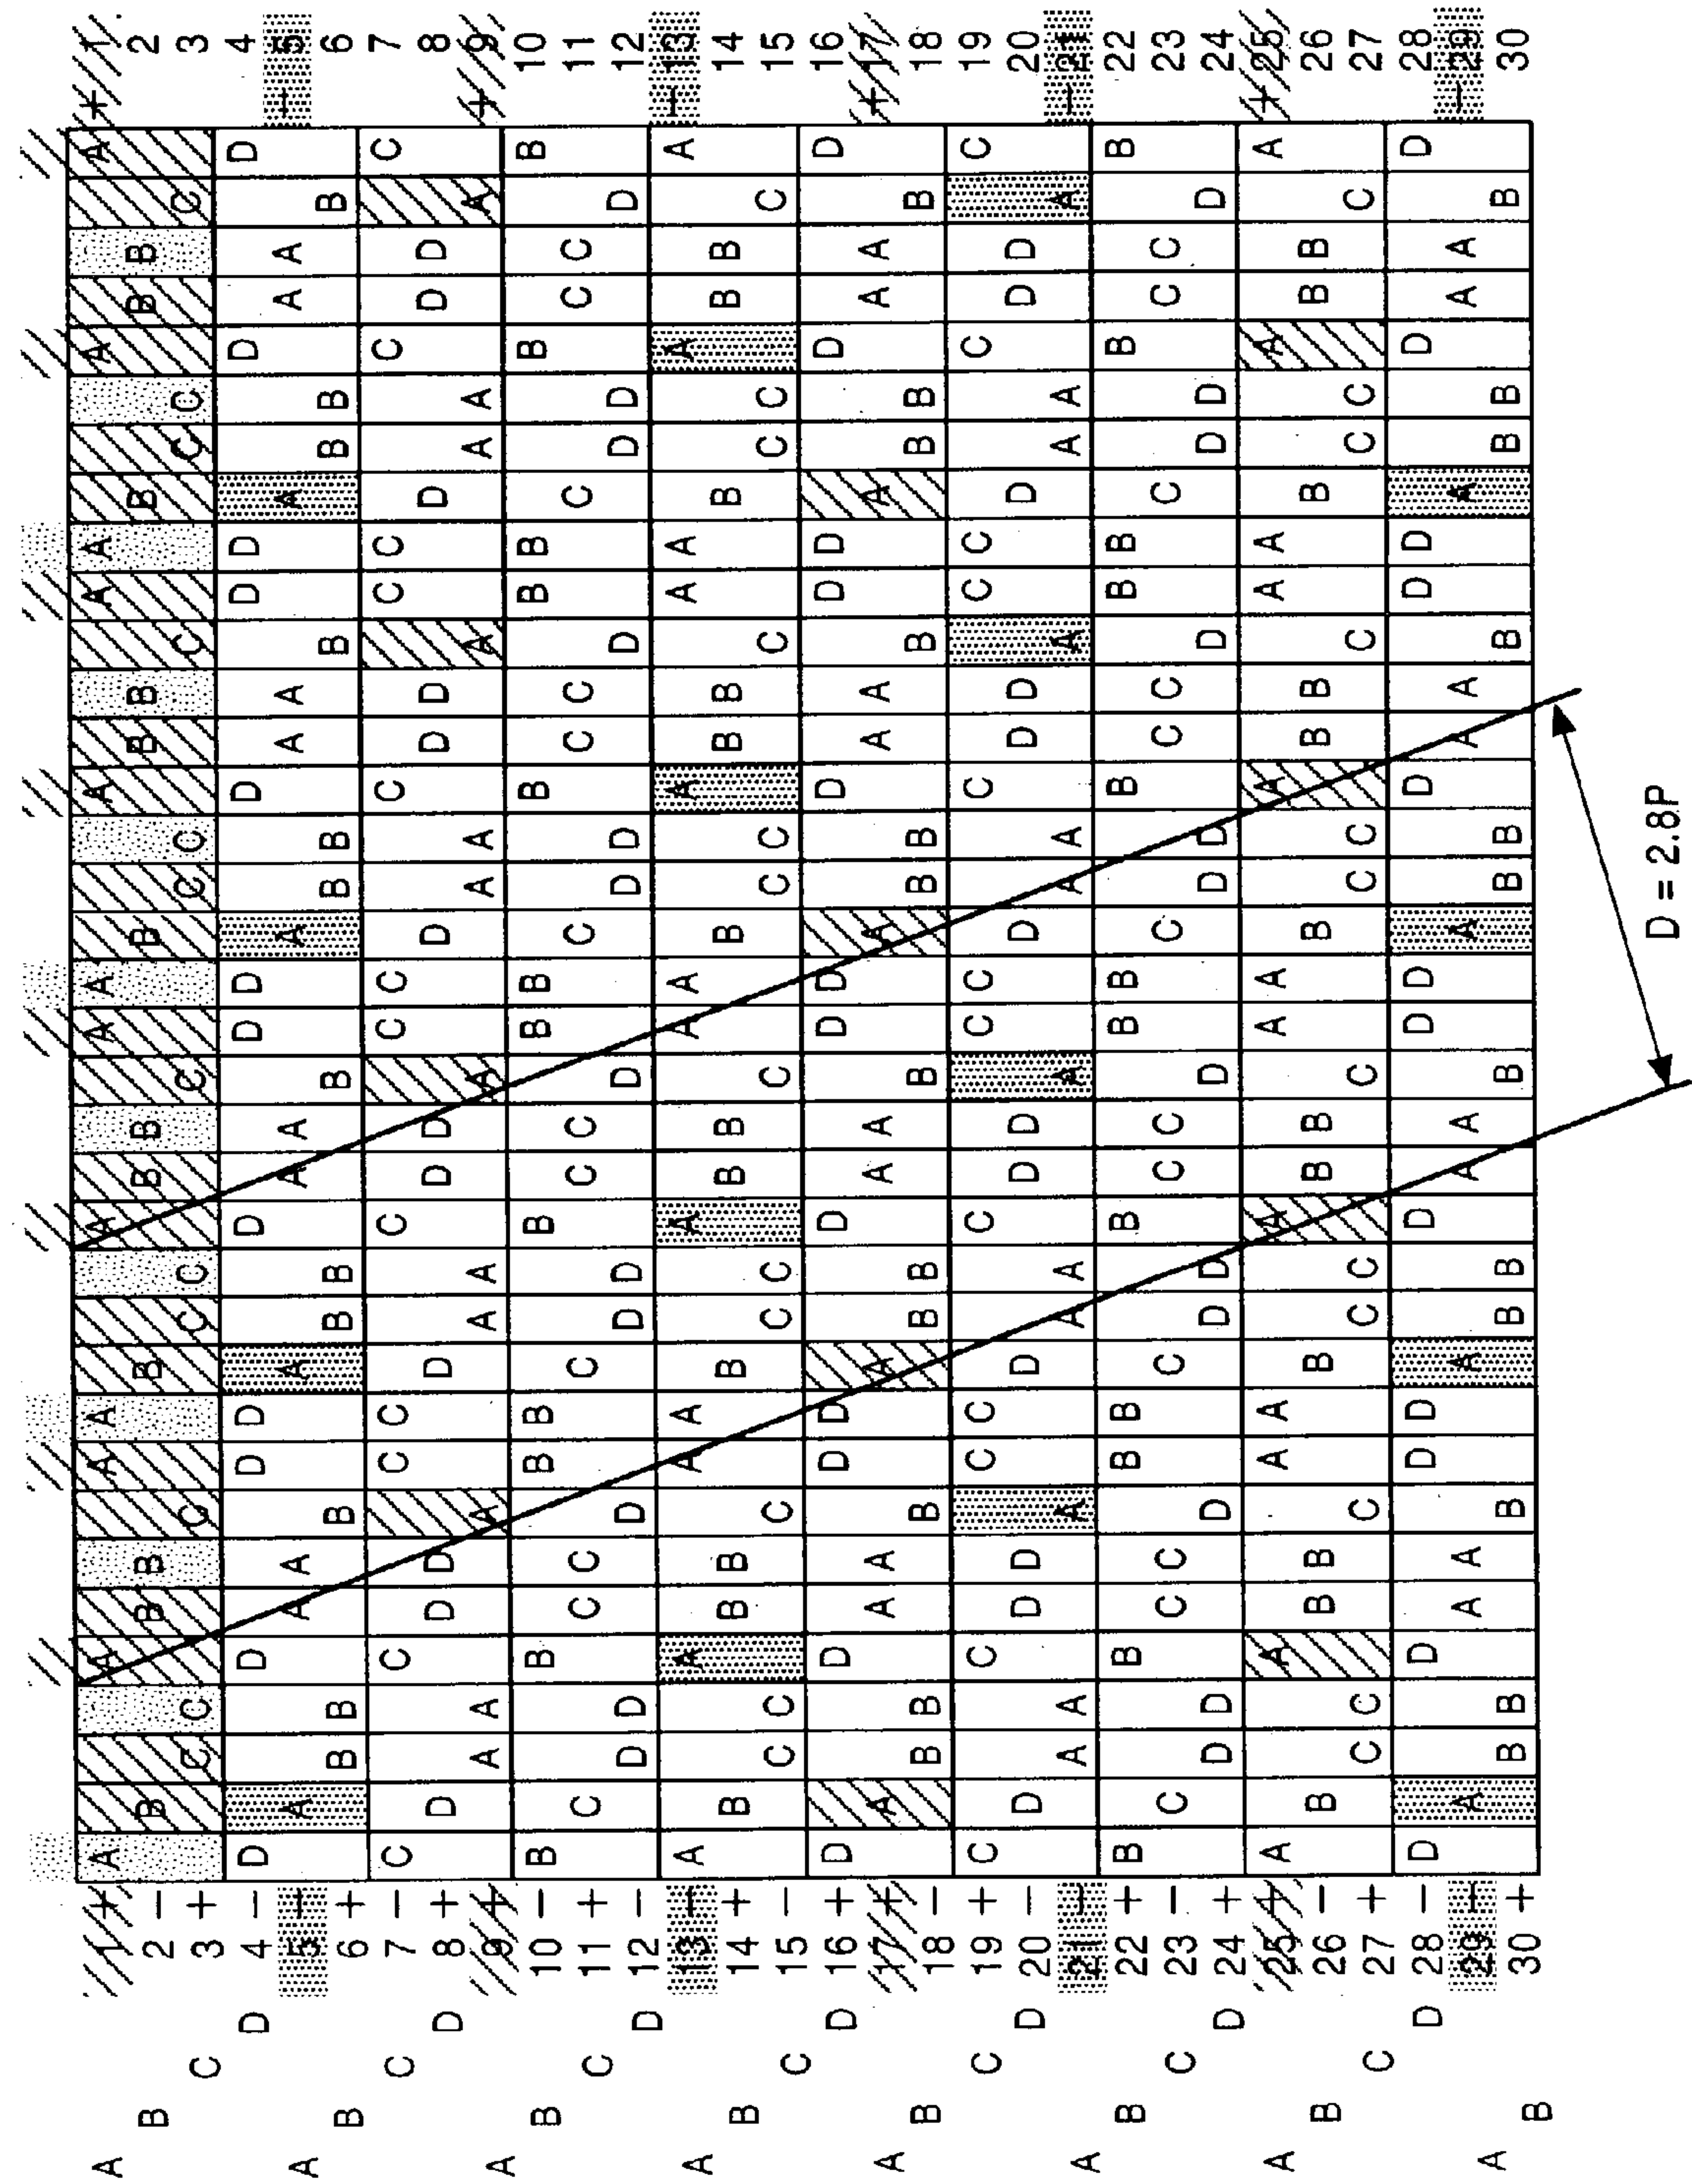 A 1 + A A A A A A A A A A A A + 1
B 2 − B B B B B B B B B B B B 2
C 3 + C C C C C C C C C C C C 3
D 4 − D D D D D D D D D D D D 4
A 5 − A A A A A A A A A A A A − 5
B 6 + B B B B B B B B B B B B 6
C 7 − C C C C C C C C C C C C 7
D 8 + D D D D D D D D D D D D 8
A 9 + A A A A A A A A A A A A + 9
B 10 − B B B B B B B B B B B B 10
C 11 + C C C C C C C C C C C C 11
D 12 − D D D D D D D D D D D D 12
A 13 − A A A A A A A A A A A A − 13
B 14 + B B B B B B B B B B B B 14
C 15 − C C C C C C C C C C C C 15
D 16 + D D D D D D D D D D D D 16
A 17 + A A A A A A A A A A A A + 17
B 18 − B B B B B B B B B B B B 18
C 19 + C C C C C C C C C C C C 19
D 20 − D D D D D D D D D D D D 20
A 21 − A A A A A A A A A A A A − 21
B 22 + B B B B B B B B B B B B 22
C 23 − C C C C C C C C C C C C 23
D 24 + D D D D D D D D D D D D 24
A 25 + A A A A A A A A A A A A + 25
B 26 − B B B B B B B B B B B B 26
C 27 + C C C C C C C C C C C C 27
D 28 − D D D D D D D D D D D D 28
A 29 − A A A A A A A A A A A A − 29
B 30 + B B B B B B B B B B B B 30
D = 2.8P